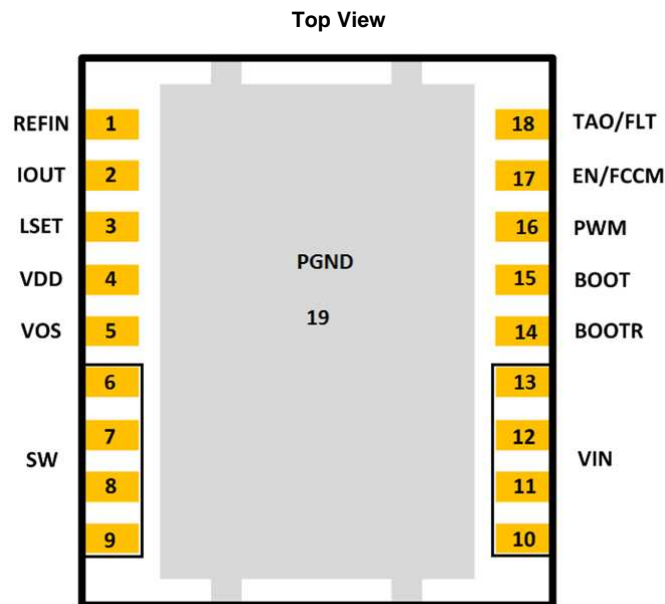 Top View
REFIN 1 18 TAO/FLT
IOUT 2 17 EN/FCCM
LSET 3 16 PWM
PGND
VDD 4 15 BOOT
19
VOS 5 14 BOOTR
6 13
7 12
SW VIN
8 11
9 10